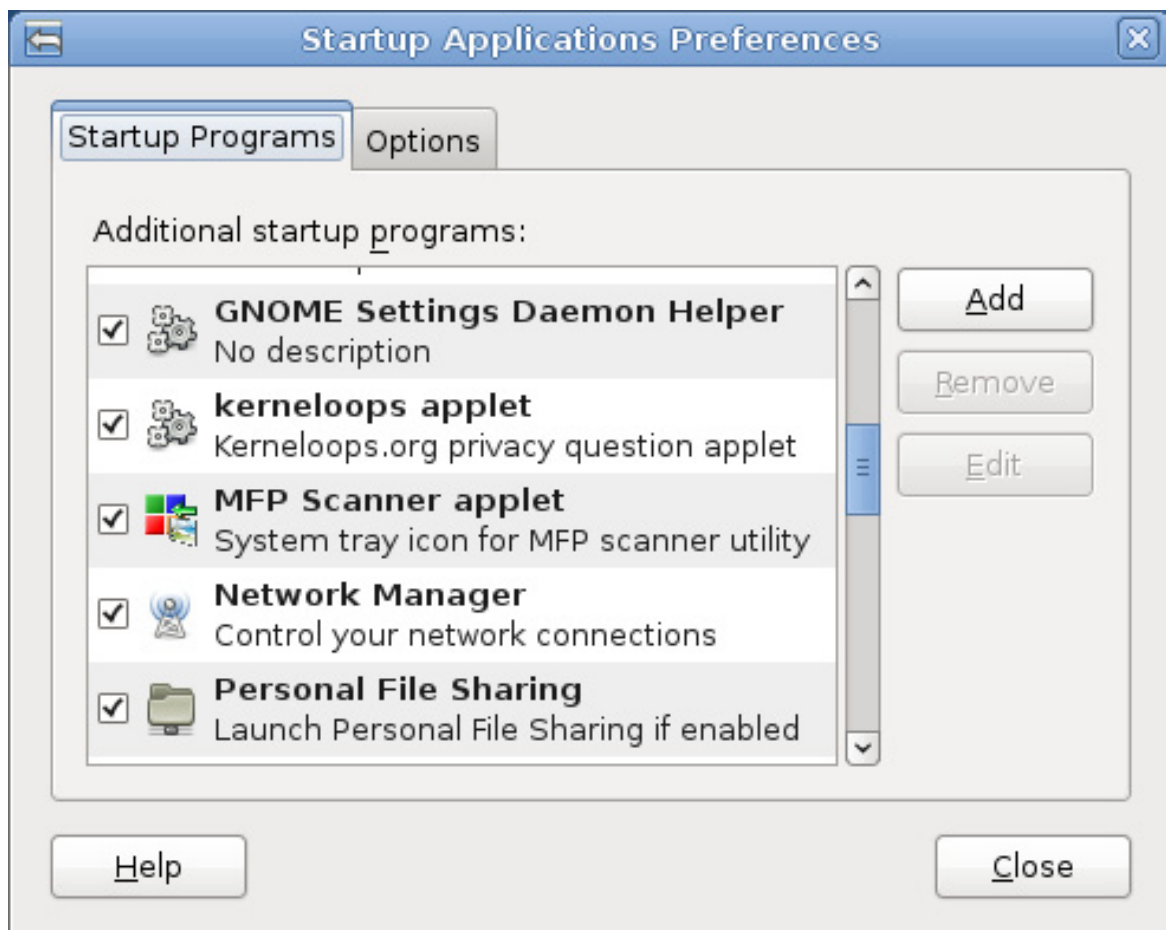 Startup Applications Preferences
Startup Programs
Options
Additional startup programs:
GNOME Settings Daemon Helper
No description
kerneloops applet
Kerneloops.org privacy question applet
MFP Scanner applet
System tray icon for MFP scanner utility
Network Manager
Control your network connections
Personal File Sharing
Launch Personal File Sharing if enabled
Add
Remove
Edit
Help
Close